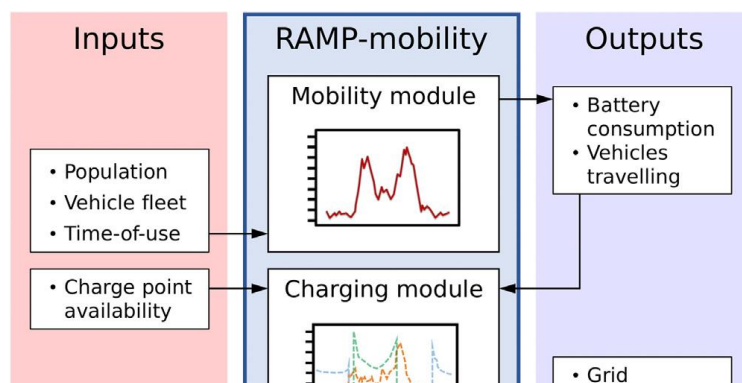 Inputs
RAMP-mobility
Outputs
Mobility module
• Battery
consumption
• Vehicles
travelling
• Population
• Vehicle fleet
• Time-of-use
• Charge point
availability
Charging module
• Grid